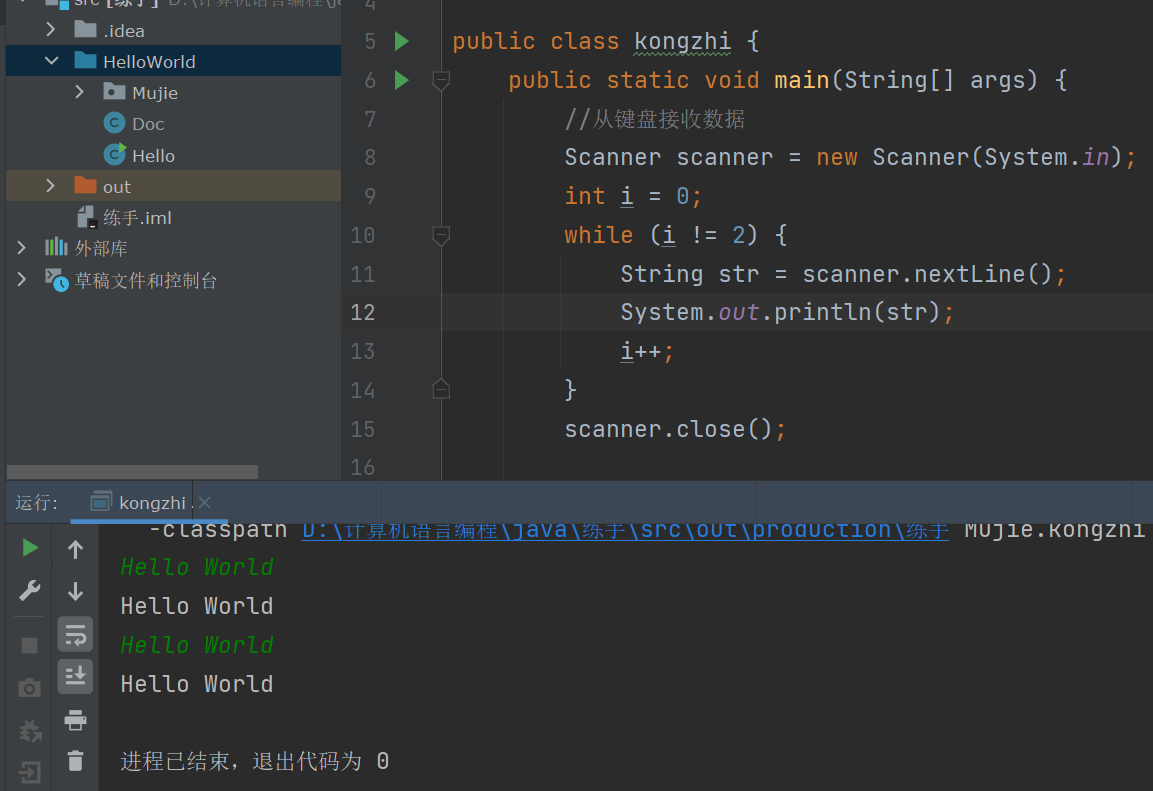 src [练手] D:\计算机语言编程\ja
.idea
HelloWorld
Mujie
Doc
Hello
out
练手.iml
外部库
草稿文件和控制台
4
5 public class kongzhi {
6 public static void main(String[] args) {
7 //从键盘接收数据
8 Scanner scanner = new Scanner(System.in);
9 int i = 0;
10 while (i != 2) {
11 String str = scanner.nextLine();
12 System.out.println(str);
13 i++;
14 }
15 scanner.close();
16
运行: kongzhi
-classpath D:\计算机语言编程\java\练手\src\out\production\练手 Mujie.kongzhi
Hello World
Hello World
Hello World
Hello World
进程已结束，退出代码为 0